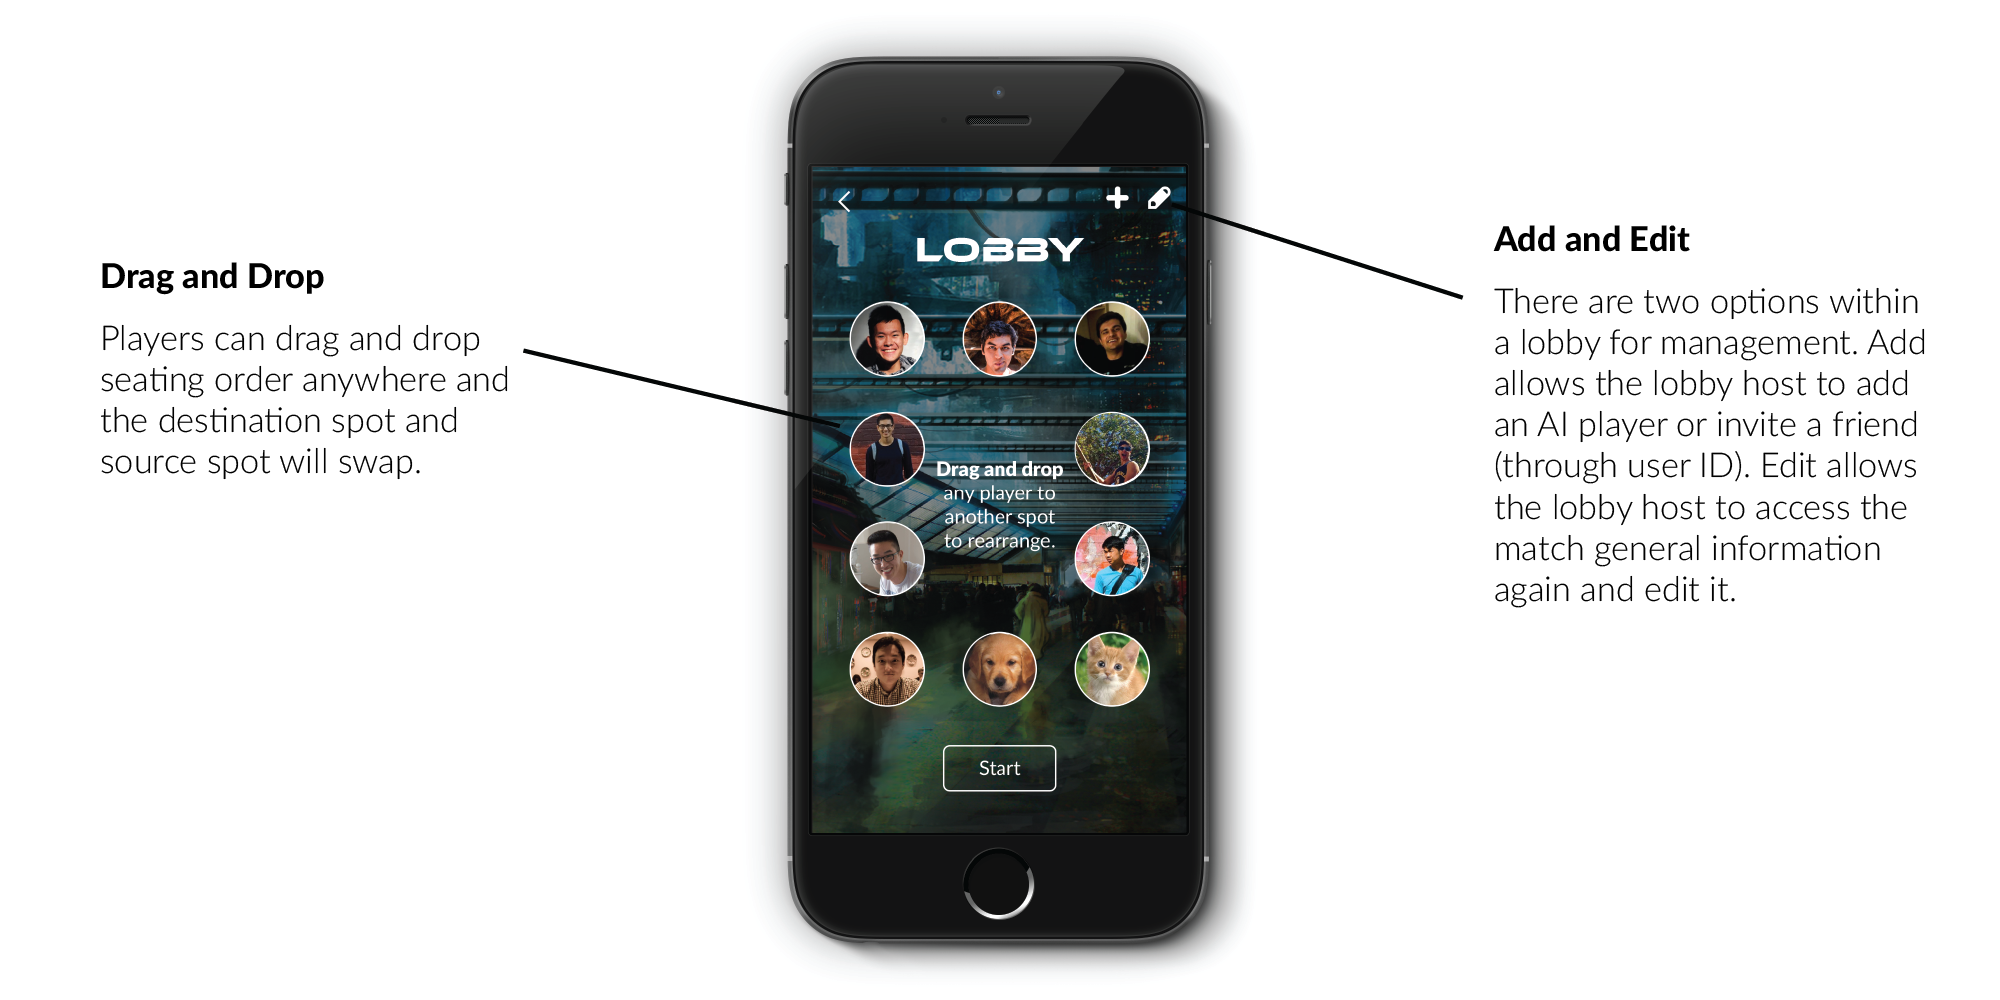 Drag and Drop
Players can drag and drop
seating order anywhere and
the destination spot and
source spot will swap.
LOBBY
Drag and drop
any player to
another spot
to rearrange.
Start
Add and Edit
There are two options within
a lobby for management. Add
allows the lobby host to add
an AI player or invite a friend
(through user ID). Edit allows
the lobby host to access the
match general information
again and edit it.